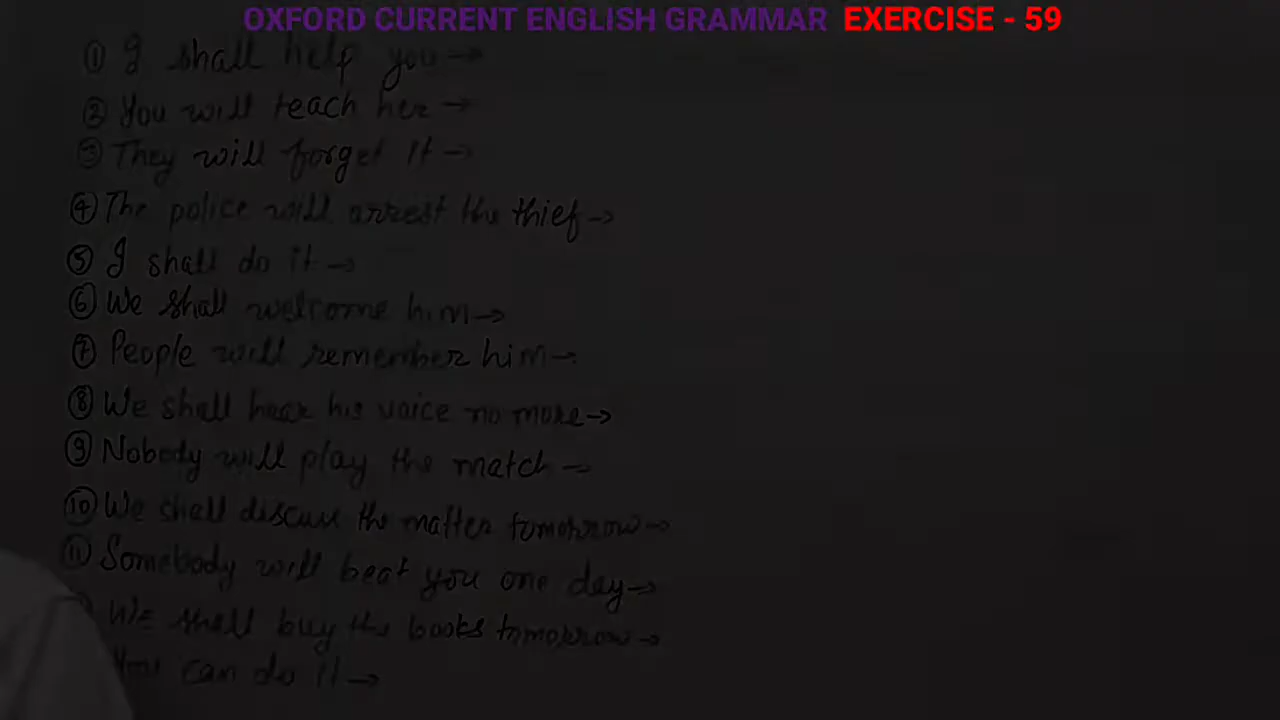 OXFORD CURRENT ENGLISH GRAMMAR EXERCISE - 59
① I shall help you →
② You will teach her →
③ They will forget it →
④ The police will arrest the thief →
⑤ I shall do it →
⑥ We shall welcome him →
⑦ People will remember him →
⑧ We shall hear his voice no more →
⑨ Nobody will play the match →
⑩ We shall discuss the matter tomorrow →
⑪ Somebody will beat you one day →
We shall buy the books tomorrow →
You can do it →